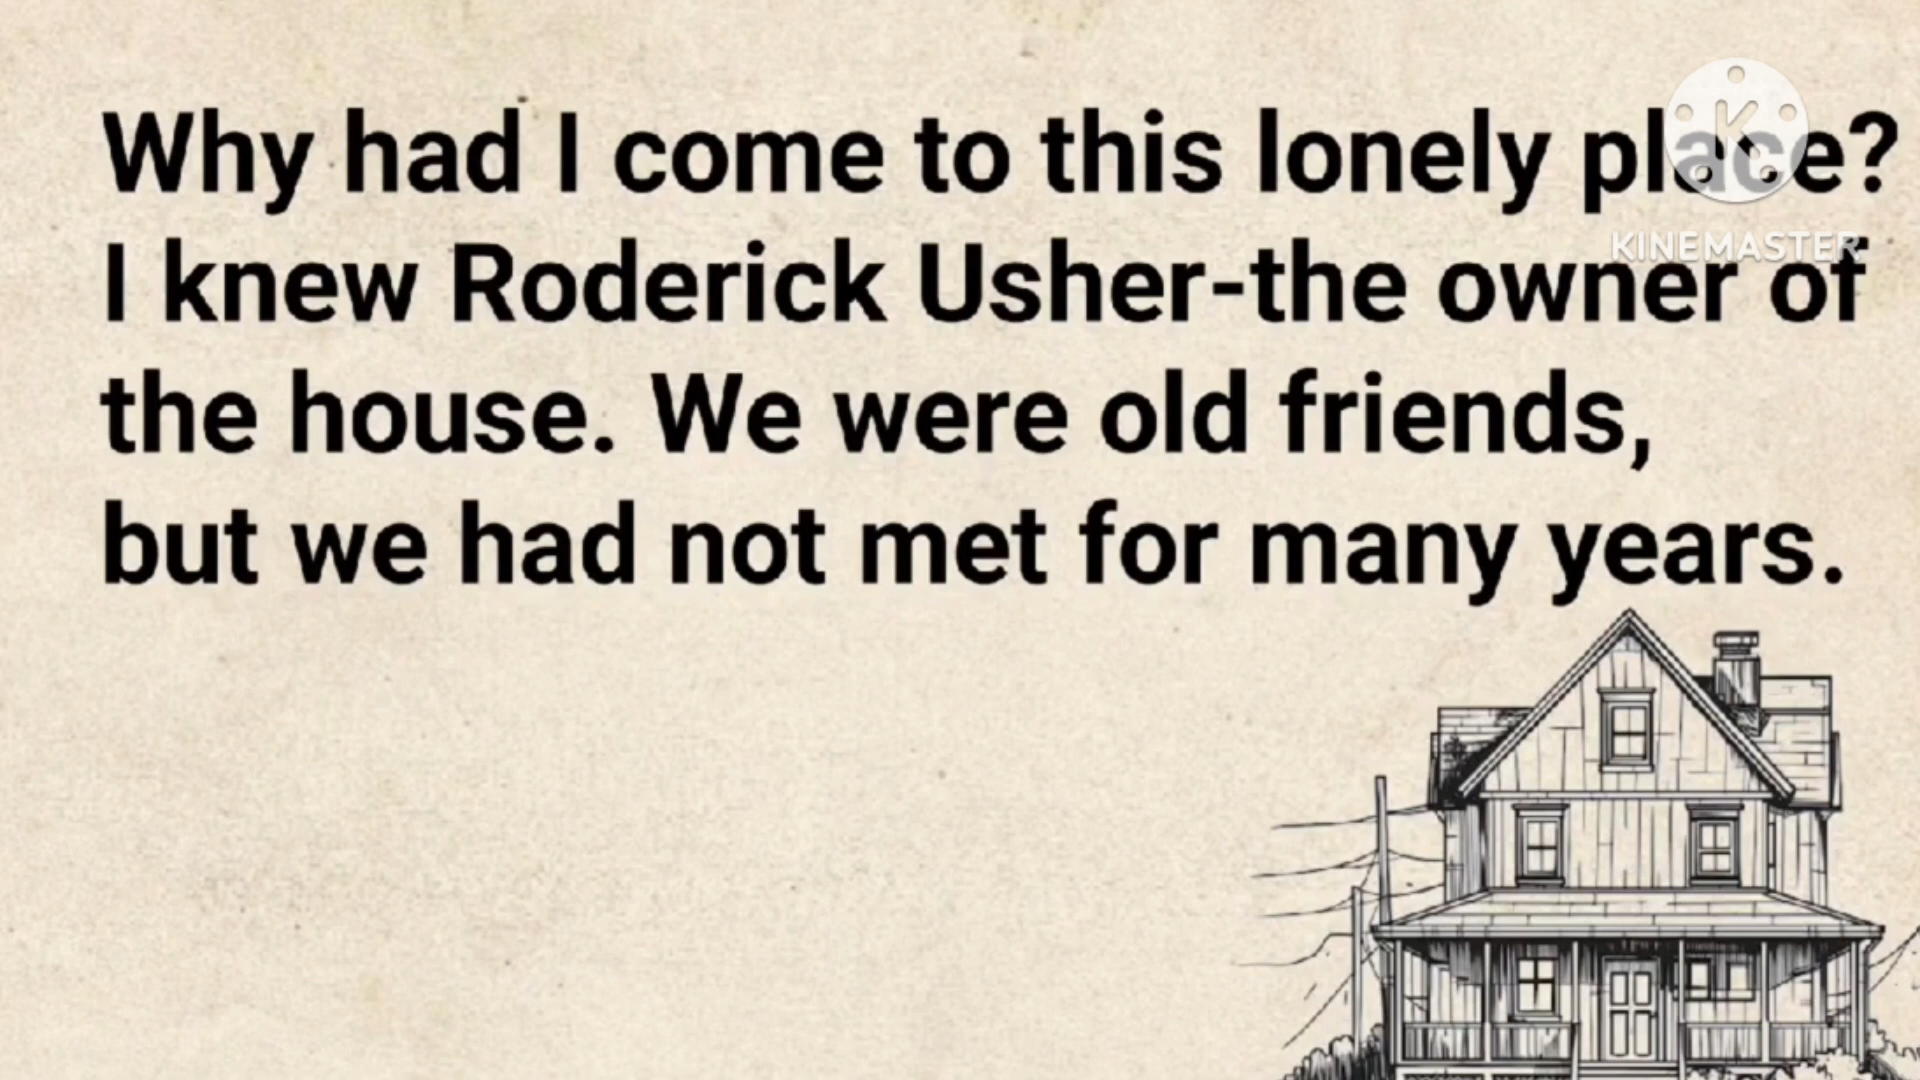 Why had I come to this lonely place?
KINEMASTER
I knew Roderick Usher-the owner of
the house. We were old friends,
but we had not met for many years.